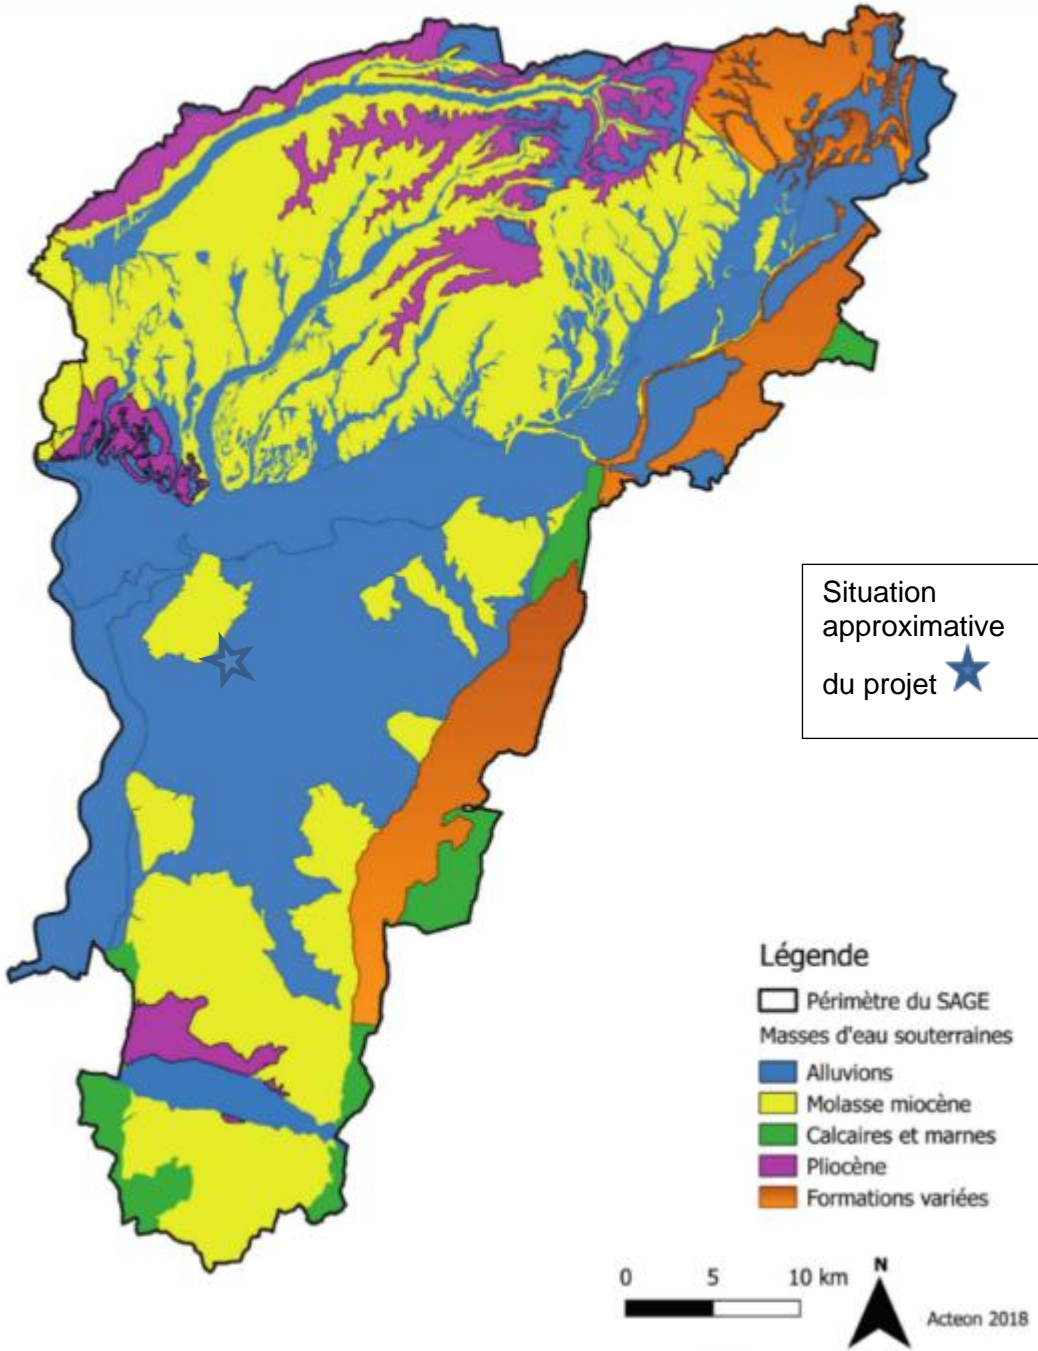 Situation
approximative
du projet
Légende
Périmètre du SAGE
Masses d'eau souterraines
Alluvions
Molasse miocène
Calcaires et marnes
Pliocène
Formations variées
0 5 10 km
N
Acteon 2018